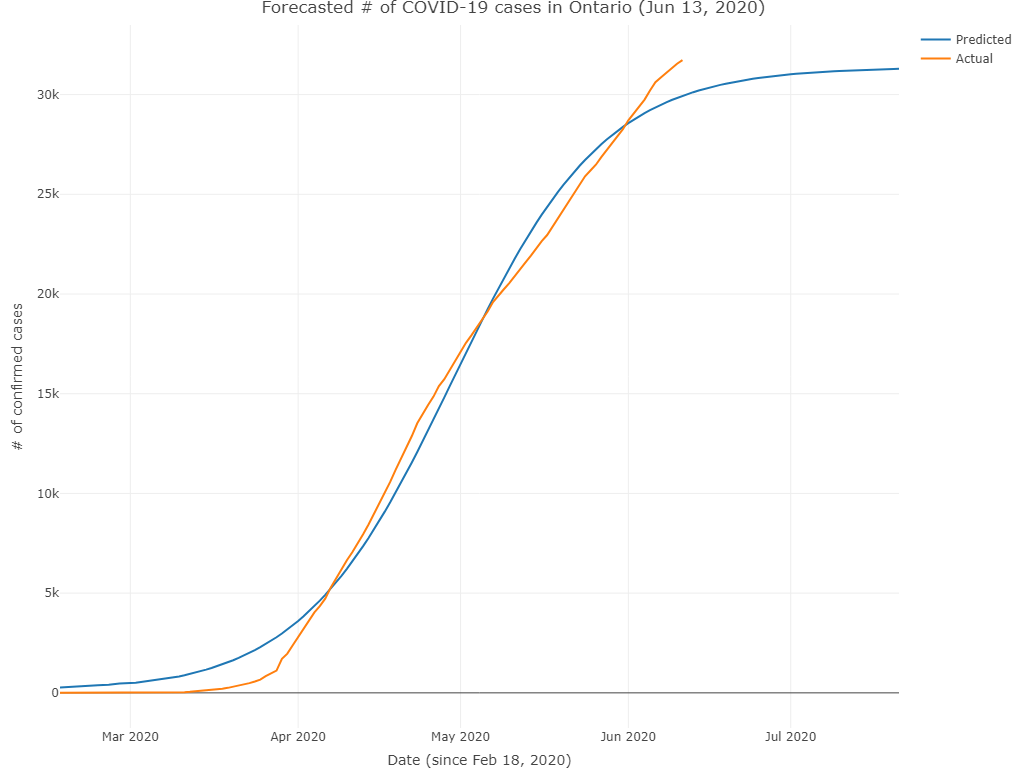 Forecasted # of COVID-19 cases in Ontario (Jun 13, 2020)
Predicted
Actual
# of confirmed cases
30k
25k
20k
15k
10k
5k
0
Mar 2020
Apr 2020
May 2020
Jun 2020
Jul 2020
Date (since Feb 18, 2020)